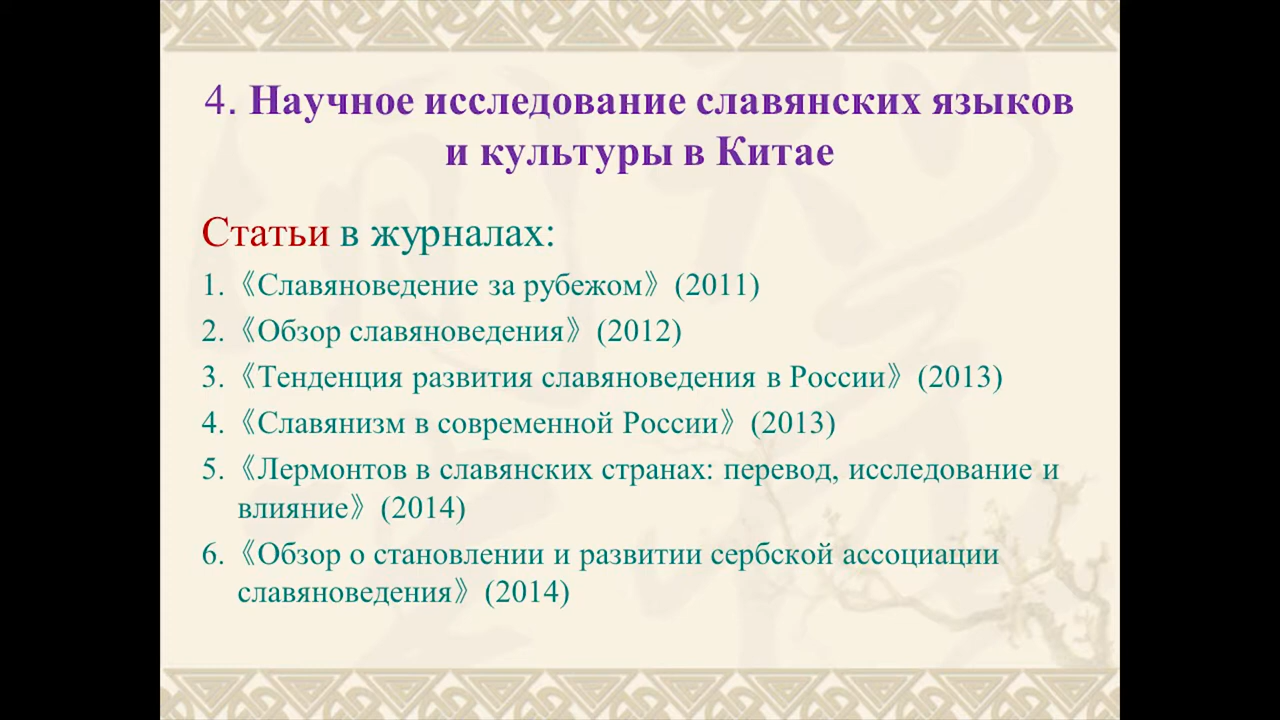 4. Научное исследование славянских языков
и культуры в Китае
Статьи в журналах:
1.《Славяноведение за рубежом》(2011)
2.《Обзор славяноведения》(2012)
3.《Тенденция развития славяноведения в России》(2013)
4.《Славянизм в современной России》(2013)
5.《Лермонтов в славянских странах: перевод, исследование и
влияние》(2014)
6.《Обзор о становлении и развитии сербской ассоциации
славяноведения》(2014)